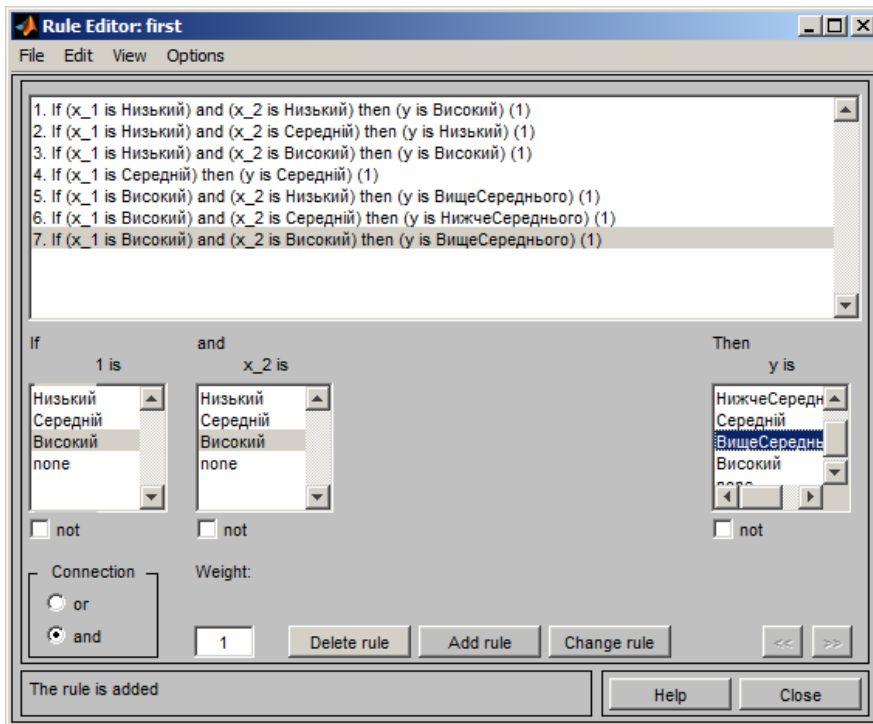 Rule Editor: first
File Edit View Options
1. If (x_1 is Низький) and (x_2 is Низький) then (y is Високий) (1)
2. If (x_1 is Низький) and (x_2 is Середній) then (y is Низький) (1)
3. If (x_1 is Низький) and (x_2 is Високий) then (y is Високий) (1)
4. If (x_1 is Середній) then (y is Середній) (1)
5. If (x_1 is Високий) and (x_2 is Низький) then (y is ВищеСереднього) (1)
6. If (x_1 is Високий) and (x_2 is Середній) then (y is НижчеСереднього) (1)
7. If (x_1 is Високий) and (x_2 is Високий) then (y is ВищеСереднього) (1)
If and Then
1 is x_2 is y is
Низький Низький НижчеСередн
Середній Середній Середній
Високий Високий ВищеСереднь
none none Високий
not not not
Connection Weight:
or
and 1 Delete rule Add rule Change rule << >>
The rule is added Help Close